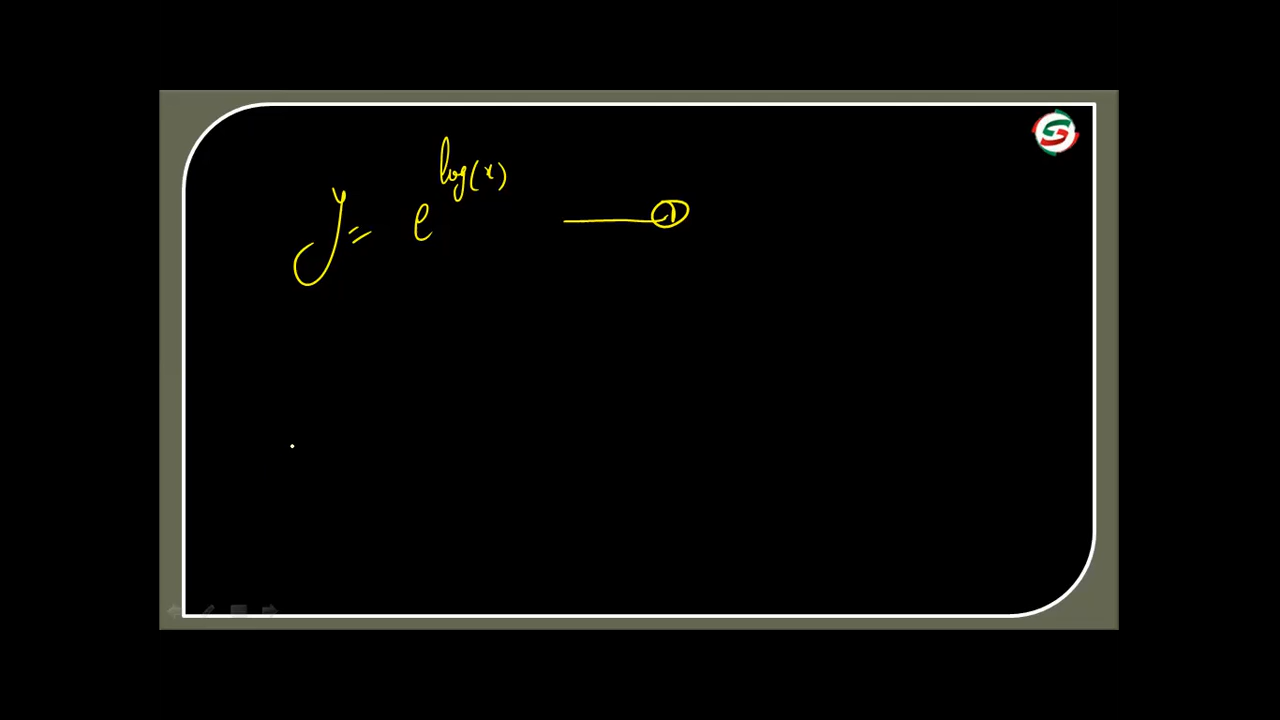 y = e^log(x) —— ①